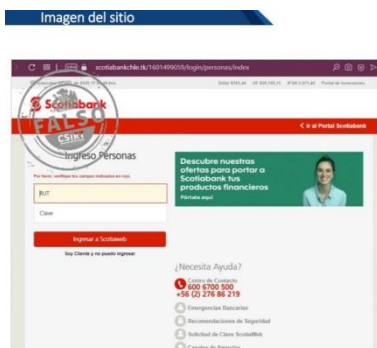 Imagen del sitio
scotiabankchile.tk/1601499059/login/personas/index
Scotiabank
FALSO
CSIRT
Ir al Portal Scotiabank
Ingreso Personas
Por favor, verifique los campos indicados en rojo.
RUT
Clave
Ingresar a Scotiaweb
Soy Cliente y no puedo ingresar
Descubre nuestras
ofertas para portar a
Scotiabank tus
productos financieros
Pórtate aquí
¿Necesita Ayuda?
Centro de Contacto
600 6700 500
+56 (2) 276 86 219
Emergencias Bancarias
Recomendaciones de Seguridad
Solicitud de Clave ScotiaWeb